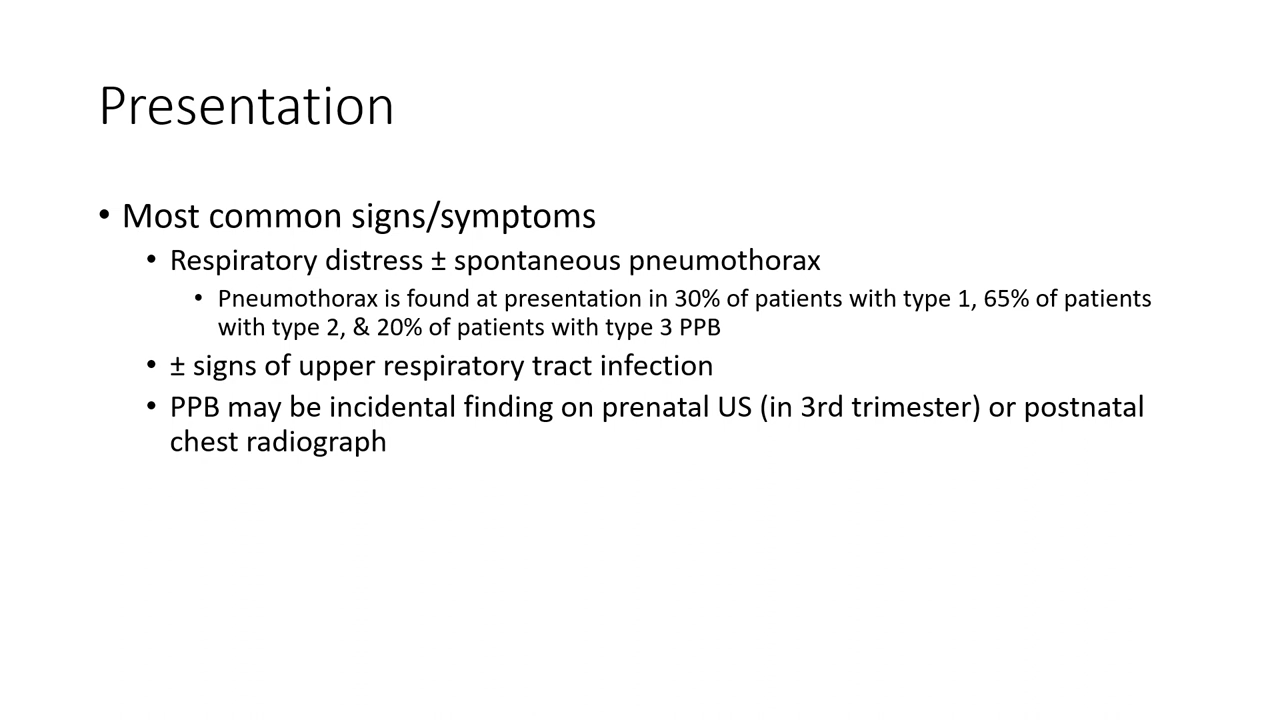 Presentation
• Most common signs/symptoms
• Respiratory distress ± spontaneous pneumothorax
• Pneumothorax is found at presentation in 30% of patients with type 1, 65% of patients
with type 2, & 20% of patients with type 3 PPB
• ± signs of upper respiratory tract infection
• PPB may be incidental finding on prenatal US (in 3rd trimester) or postnatal
chest radiograph